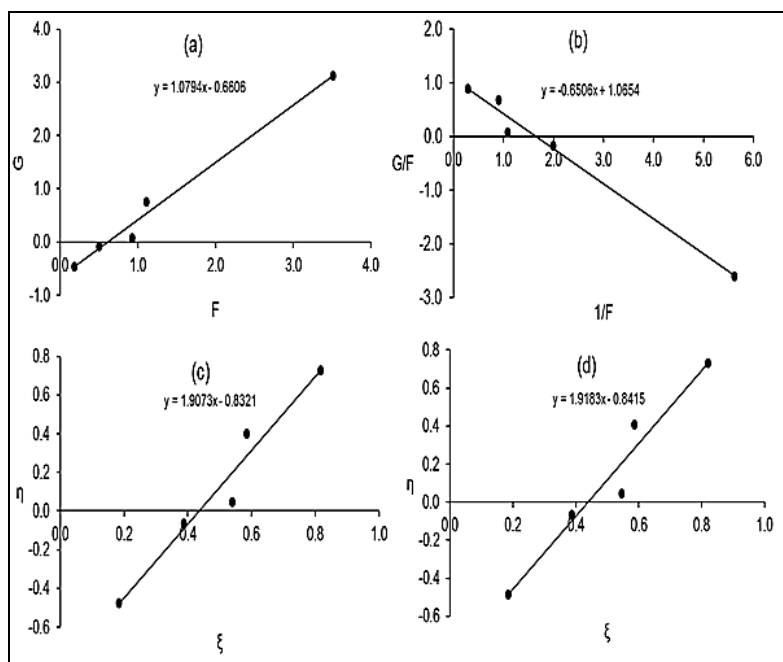 (a)
y = 1.0794x - 0.6606
4.0
3.0
2.0
1.0
0.0
-1.0
G
0.0 1.0 2.0 3.0 4.0
F
(b)
y = -0.6506x + 1.0654
2.0
1.0
0.0
-1.0
-2.0
-3.0
G/F
0.0 1.0 2.0 3.0 4.0 5.0 6.0
1/F
(c)
y = 1.9073x - 0.8321
0.8
0.6
0.4
0.2
0.0
-0.2
-0.4
-0.6
η
0.0 0.2 0.4 0.6 0.8 1.0
ξ
(d)
y = 1.9183x - 0.8415
0.8
0.6
0.4
0.2
0.0
-0.2
-0.4
-0.6
η
0.0 0.2 0.4 0.6 0.8 1.0
ξ